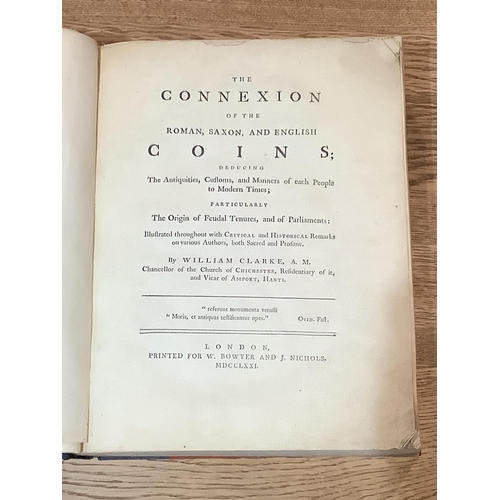 THE
CONNEXION
OF THE
ROMAN, SAXON, AND ENGLISH
COINS;
DEDUCING
The Antiquities, Customs, and Manners of each People
to Modern Times;
PARTICULARLY
The Origin of Feudal Tenures, and of Parliaments:
Illustrated throughout with CRITICAL and HISTORICAL Remarks
on various Authors, both Sacred and Profane.
By WILLIAM CLARKE, A. M.
Chancellor of the Church of CHICHESTER, Residentiary of it,
and Vicar of AMPORT, HANTS.
" referunt monumenta vetusti
" Moris, et antiquas testificantur opes." OVID. Fast.
LONDON,
PRINTED FOR W. BOWYER AND J. NICHOLS.
MDCCLXXI.